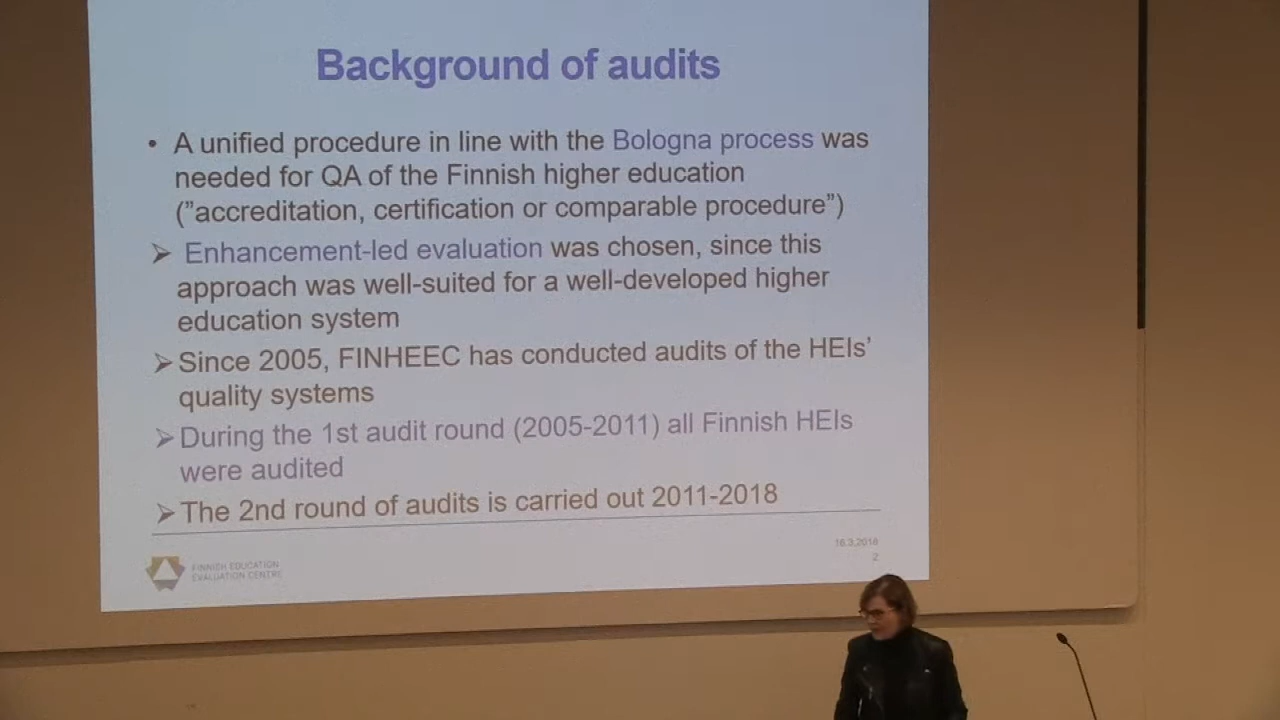 Background of audits
• A unified procedure in line with the Bologna process was
needed for QA of the Finnish higher education
(”accreditation, certification or comparable procedure”)
➢ Enhancement-led evaluation was chosen, since this
approach was well-suited for a well-developed higher
education system
➢ Since 2005, FINHEEC has conducted audits of the HEIs’
quality systems
➢ During the 1st audit round (2005-2011) all Finnish HEIs
were audited
➢ The 2nd round of audits is carried out 2011-2018
16.3.2016
2
FINNISH EDUCATION
EVALUATION CENTRE